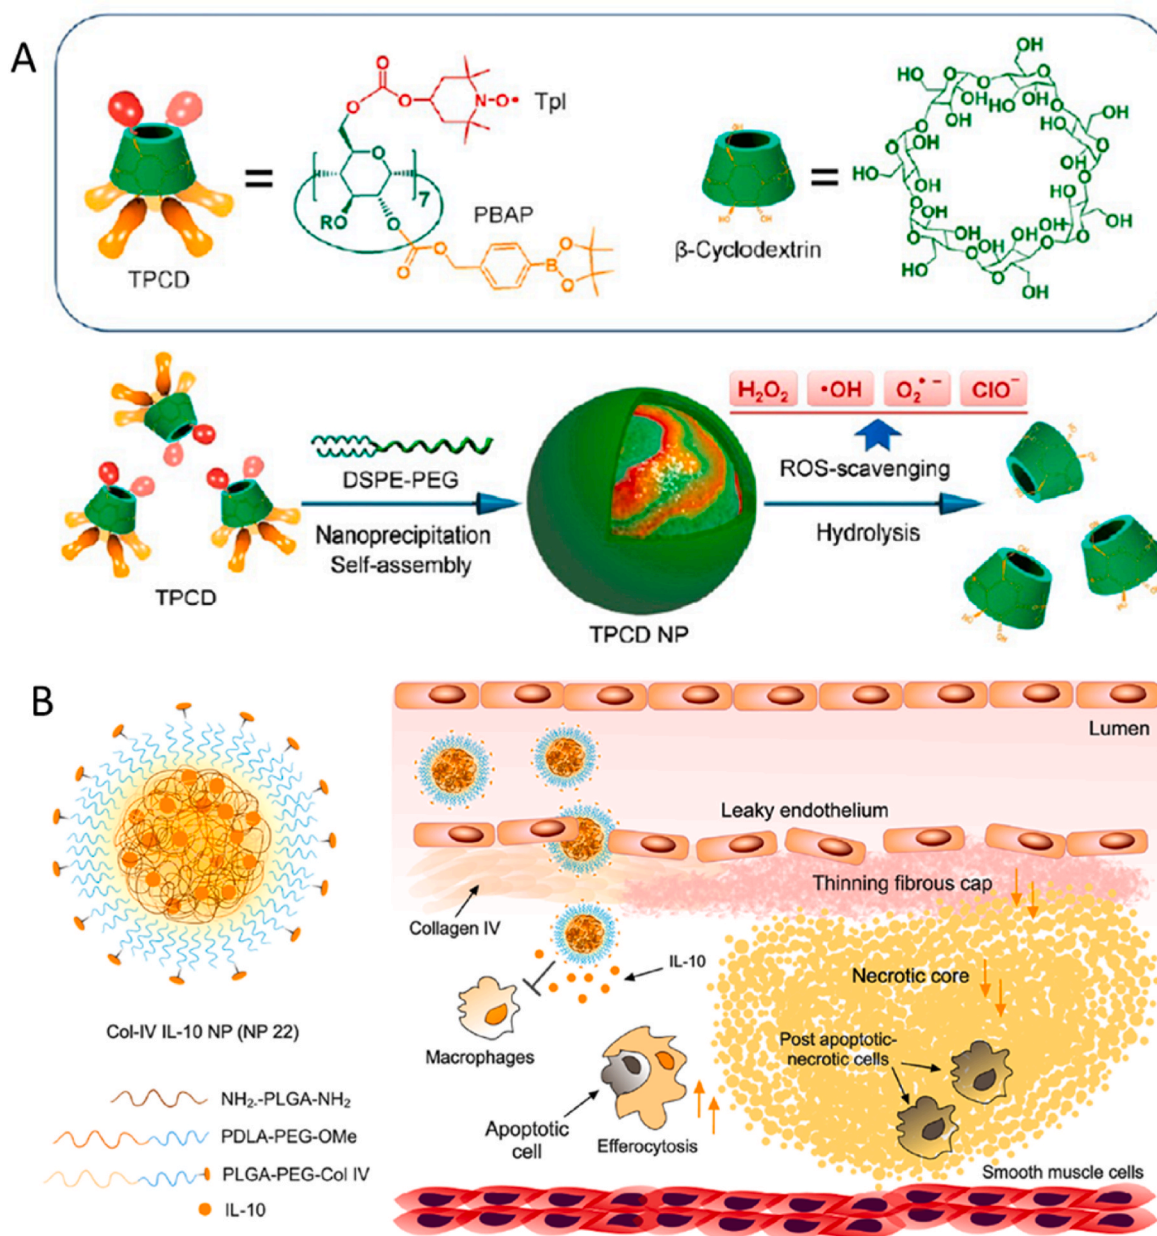 A
TPCD
=
O
O
O
N-O•
Tpl
O
O
7
RO
O
PBAP
O
O
B
O
O
β-Cyclodextrin
=
OH
HO
TPCD
DSPE-PEG
Nanoprecipitation
Self-assembly
TPCD NP
H₂O₂
•OH
O₂•⁻
ClO⁻
ROS-scavenging
Hydrolysis
B
Col-IV IL-10 NP (NP 22)
NH₂-PLGA-NH₂
PDLA-PEG-OMe
PLGA-PEG-Col IV
IL-10
Lumen
Leaky endothelium
Thinning fibrous cap
Collagen IV
IL-10
Necrotic core
Macrophages
Post apoptotic-
necrotic cells
Apoptotic
cell
Efferocytosis
Smooth muscle cells